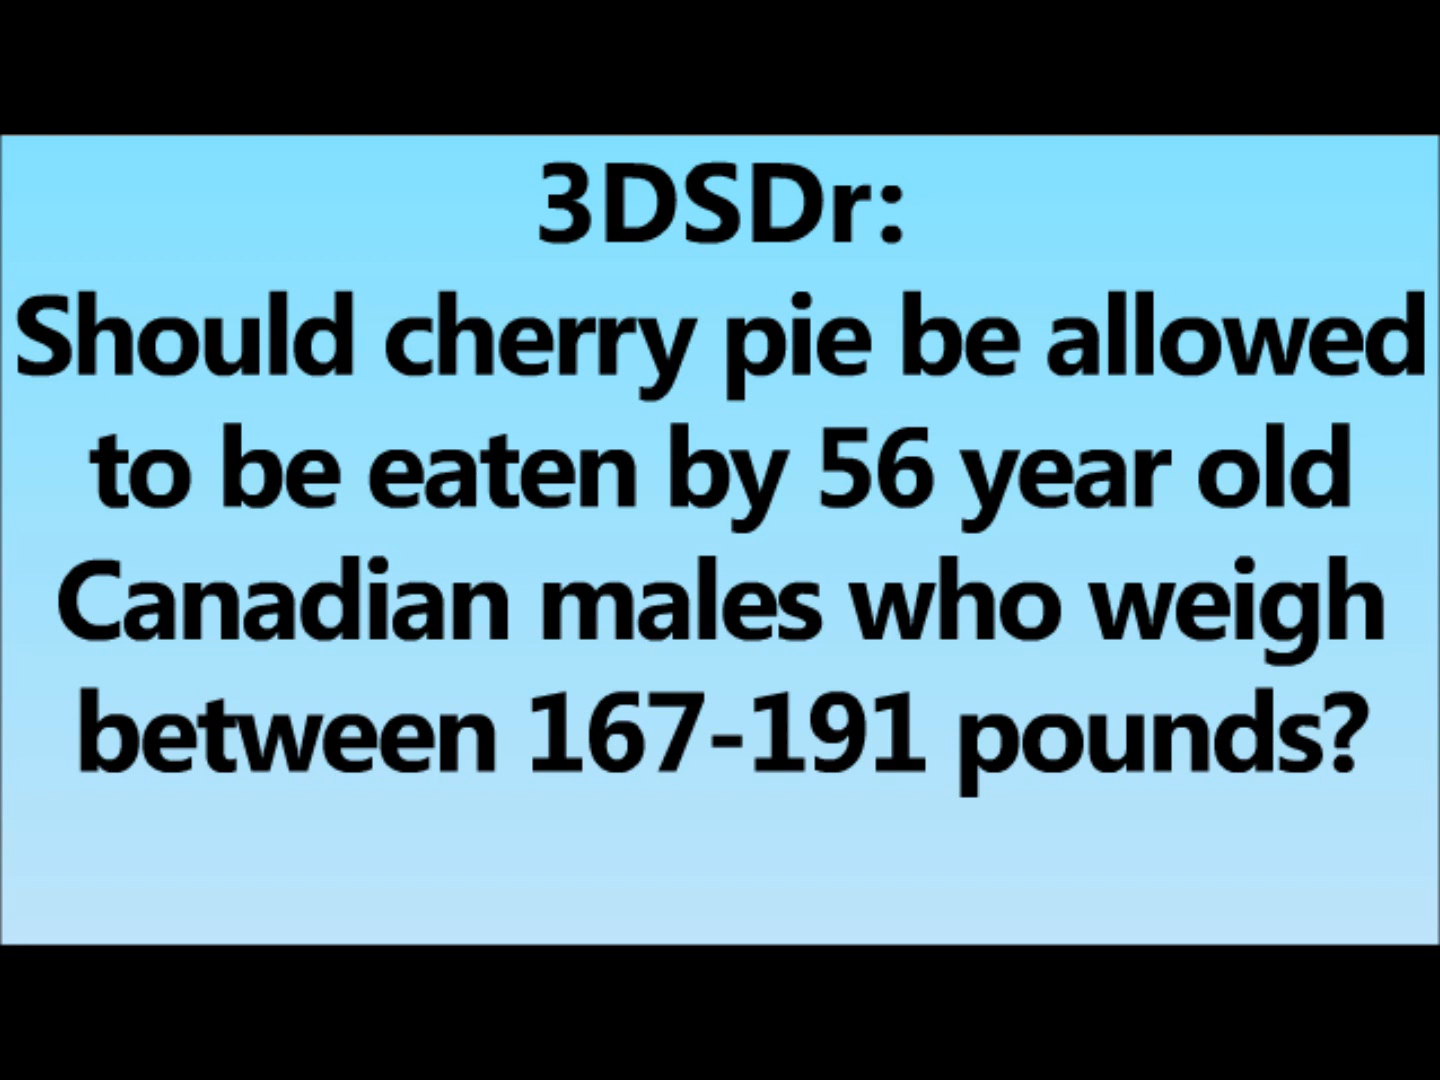 3DSDr:
Should cherry pie be allowed
to be eaten by 56 year old
Canadian males who weigh
between 167-191 pounds?